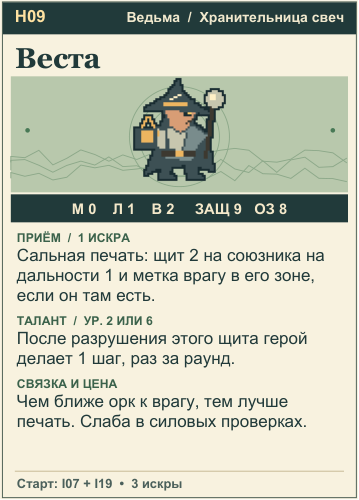 H09 Ведьма / Хранительница свеч
Веста
М 0 Л 1 В 2 ЗАЩ 9 ОЗ 8
ПРИЁМ / 1 ИСКРА
Сальная печать: щит 2 на союзника на
дальности 1 и метка врагу в его зоне,
если он там есть.
ТАЛАНТ / УР. 2 ИЛИ 6
После разрушения этого щита герой
делает 1 шаг, раз за раунд.
СВЯЗКА И ЦЕНА
Чем ближе орк к врагу, тем лучше
печать. Слаба в силовых проверках.
Старт: I07 + I19 • 3 искры